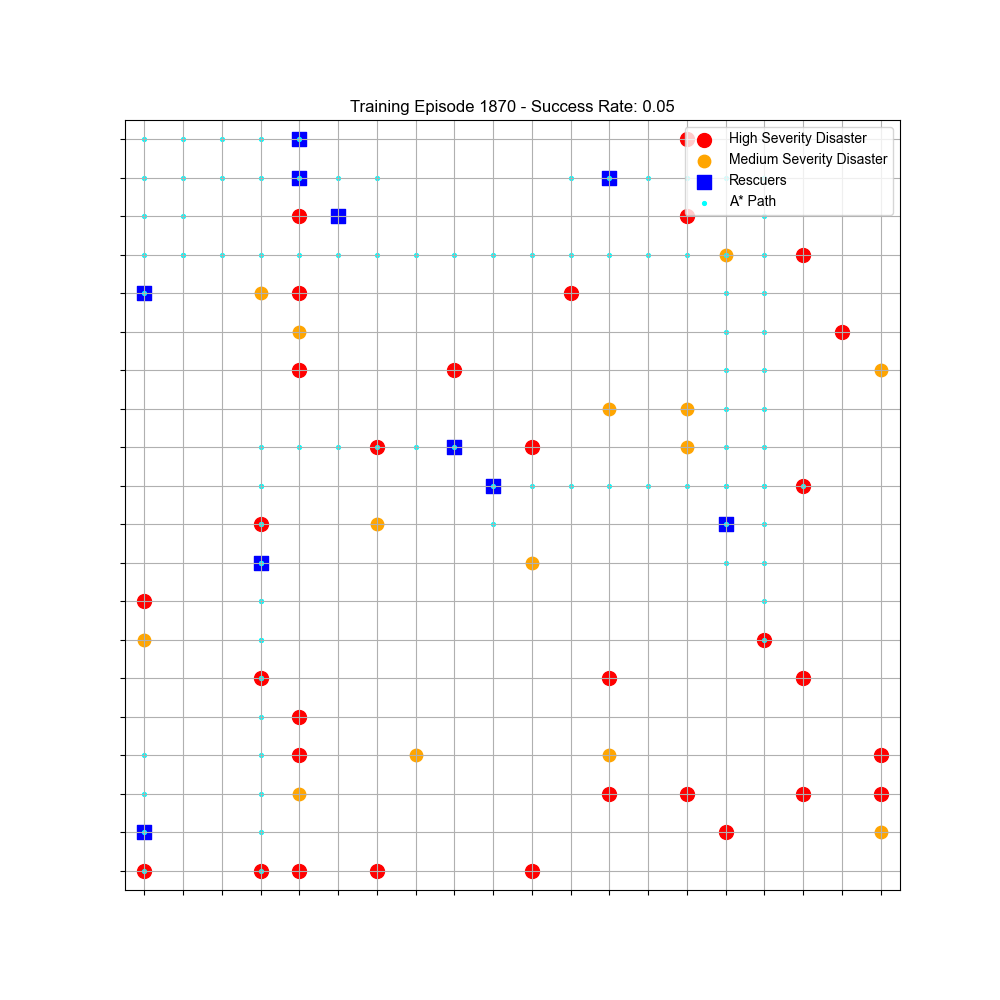 Training Episode 1870 - Success Rate: 0.05
High Severity Disaster
Medium Severity Disaster
Rescuers
A* Path